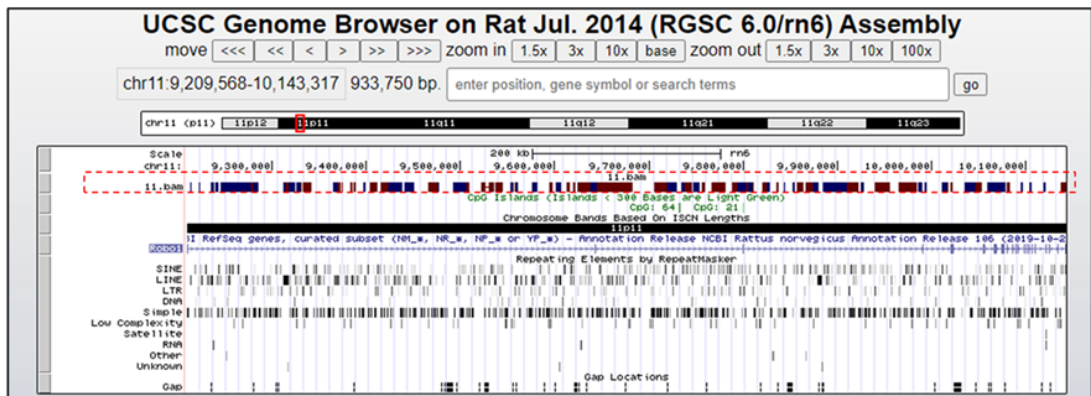 UCSC Genome Browser on Rat Jul. 2014 (RGSC 6.0/rn6) Assembly
move <<< << < > >> >>> zoom in 1.5x 3x 10x base zoom out 1.5x 3x 10x 100x
chr11:9,209,568-10,143,317 933,750 bp. enter position, gene symbol or search terms go
chr11 (p11) 11p12 11p11 11q11 11q12 11q21 11q22 11q23
Scale 200 kb rn6
chr11: 9,300,000 9,400,000 9,500,000 9,600,000 9,700,000 9,800,000 9,900,000 10,000,000 10,100,000
11.bam
11.bam
CpG Islands (Islands < 300 Bases are Light Green)
CpG: 64 CpG: 21
Chromosome Bands Based On ISCN Lengths
11p11
I RefSeq genes, curated subset (NM_*, NR_*, NP_* or YP_*) - Annotation Release NCBI Rattus norvegicus Annotation Release 106 (2019-10-2
Robo1
Repeating Elements by RepeatMasker
SINE
LINE
LTR
DNA
Simple
Low Complexity
Satellite
RNA
Other
Unknown
Gap Locations
Gap